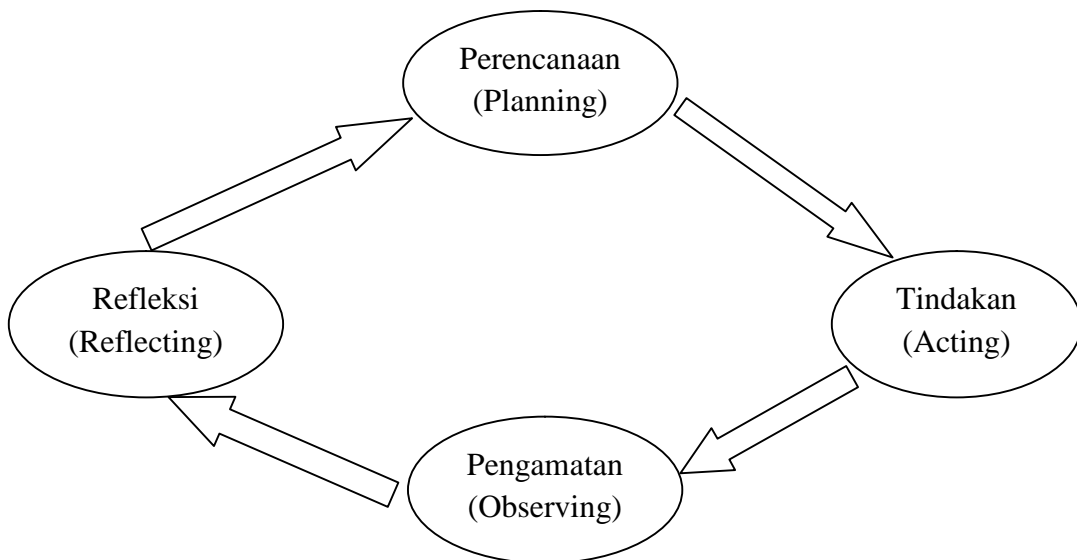 Perencanaan
(Planning)
Refleksi
(Reflecting)
Tindakan
(Acting)
Pengamatan
(Observing)